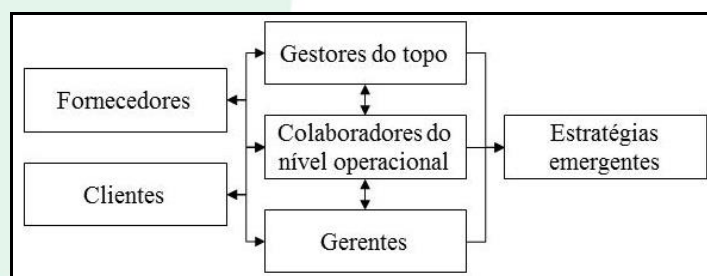 Gestores do topo
Fornecedores
Colaboradores do
nível operacional
Estratégias
emergentes
Clientes
Gerentes